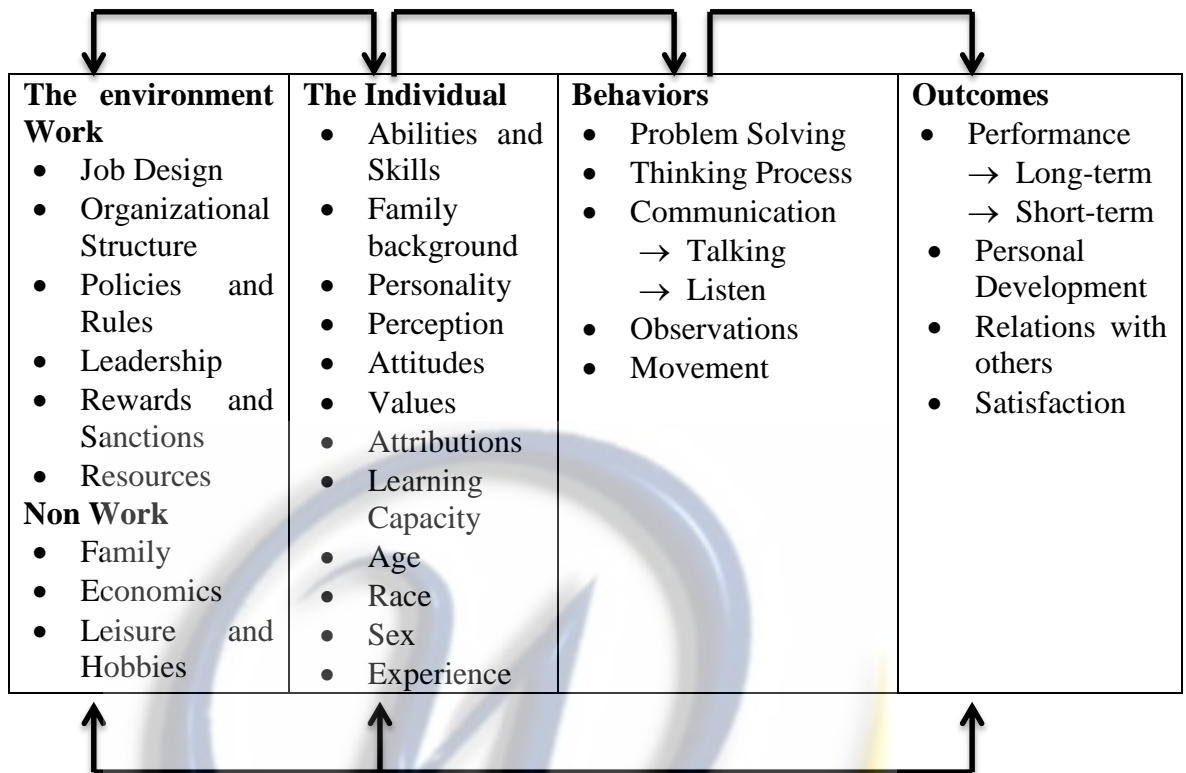 The environment
Work
• Job Design
• Organizational
Structure
• Policies and
Rules
• Leadership
• Rewards and
Sanctions
• Resources
Non Work
• Family
• Economics
• Leisure and
Hobbies
The Individual
• Abilities and
Skills
• Family
background
• Personality
• Perception
• Attitudes
• Values
• Attributions
• Learning
Capacity
• Age
• Race
• Sex
• Experience
Behaviors
• Problem Solving
• Thinking Process
• Communication
→ Talking
→ Listen
• Observations
• Movement
Outcomes
• Performance
→ Long-term
→ Short-term
• Personal
Development
• Relations with
others
• Satisfaction